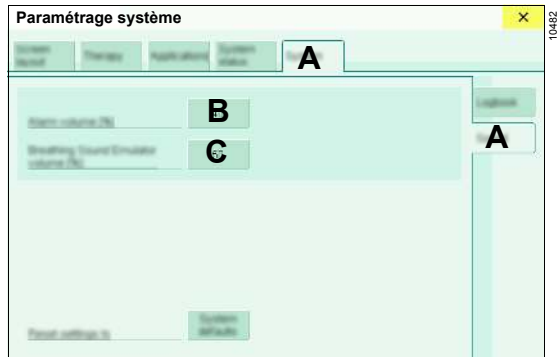 Paramétrage système
×
10482
Screen
layout
Therapy
Applications
System
status
A
Logbook
A
Alarm volume [%]
B
Breathing Sound Emulator
volume [%]
C
Preset settings to
System
defaults